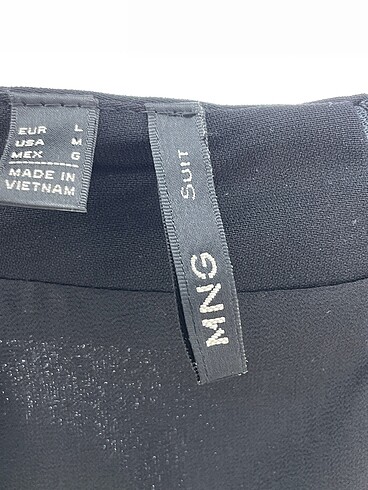 EUR L
USA M
MEX G
MADE IN
VIETNAM
SUIT
MNG